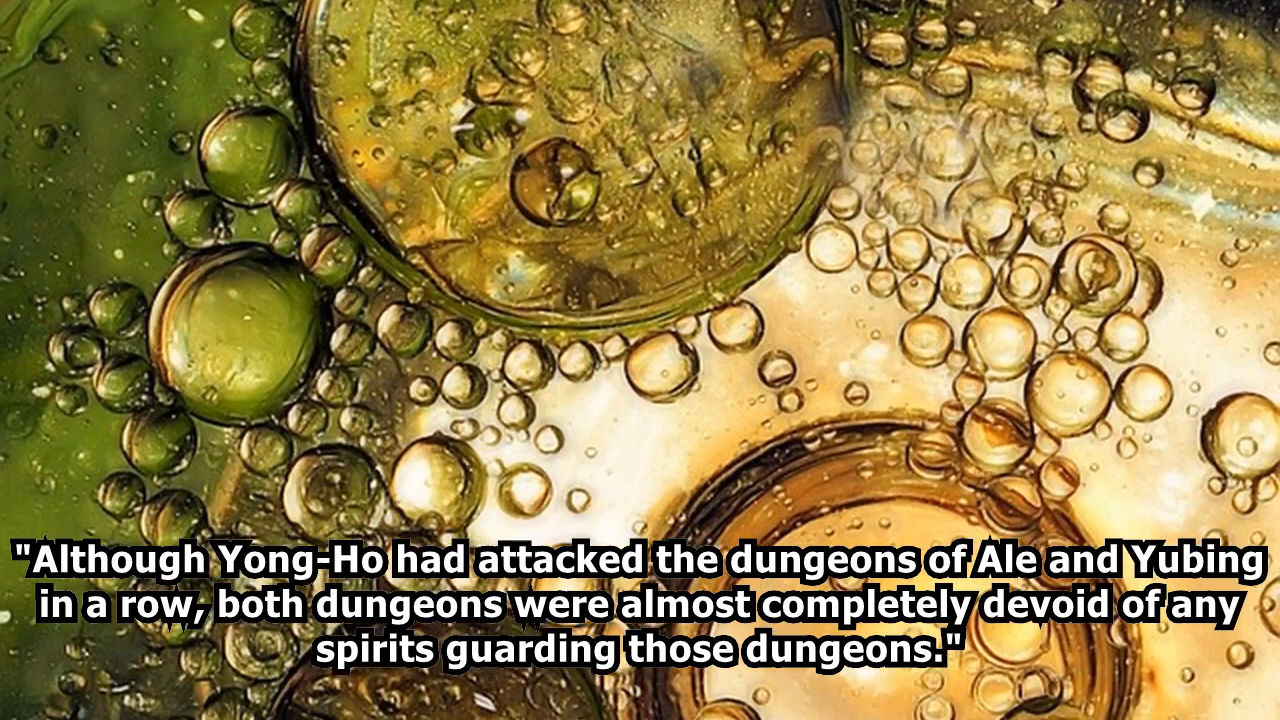 "Although Yong-Ho had attacked the dungeons of Ale and Yubing
in a row, both dungeons were almost completely devoid of any
spirits guarding those dungeons."